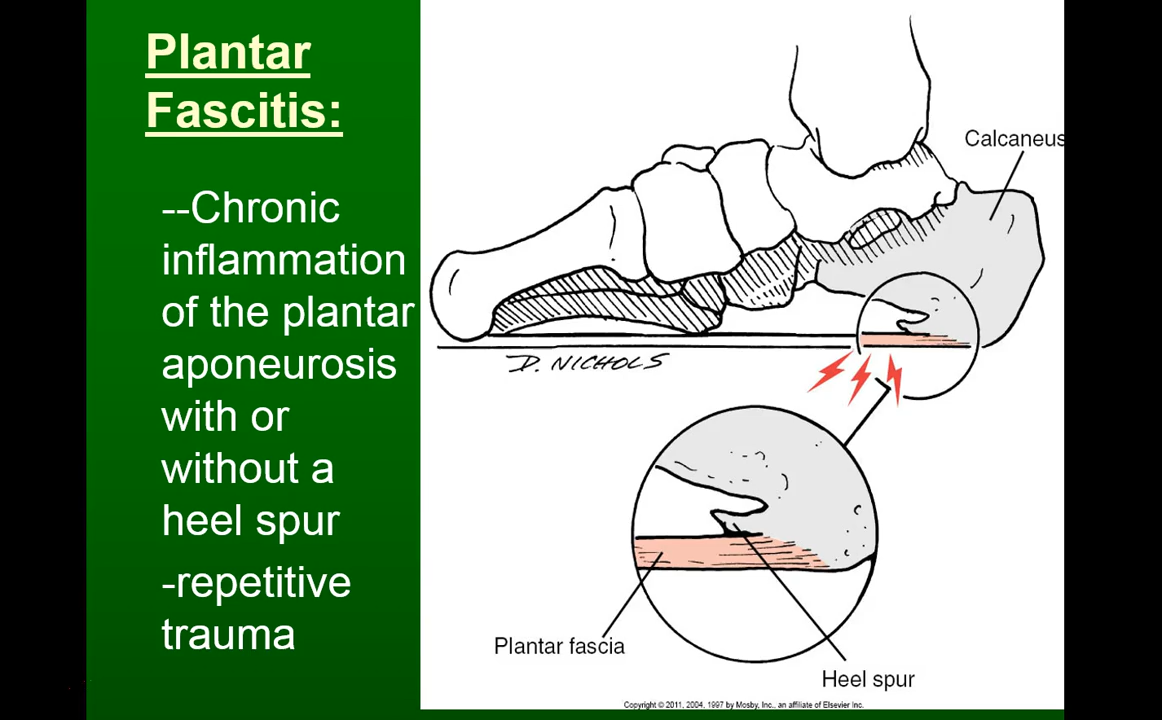 Plantar
Fascitis:
--Chronic
inflammation
of the plantar
aponeurosis
with or
without a
heel spur
-repetitive
trauma
Calcaneus
D. NICHOLS
Plantar fascia
Heel spur
Copyright © 2011, 2004, 1997 by Mosby, Inc., an affiliate of Elsevier Inc.